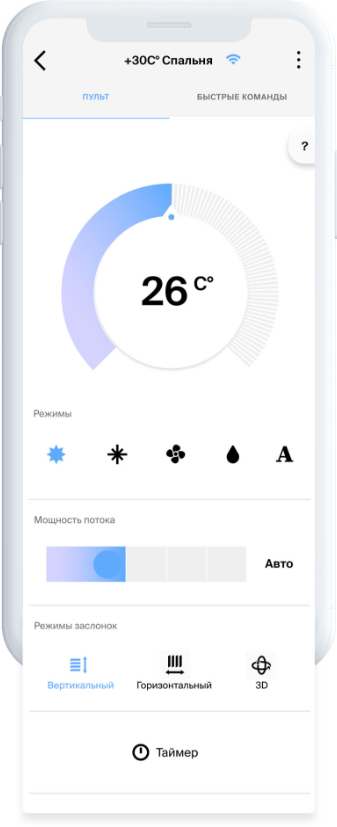 +30C° Спальня
ПУЛЬТ
БЫСТРЫЕ КОМАНДЫ
?
26 C°
Режимы
A
Мощность потока
Авто
Режимы заслонок
Вертикальный
Горизонтальный
3D
Таймер